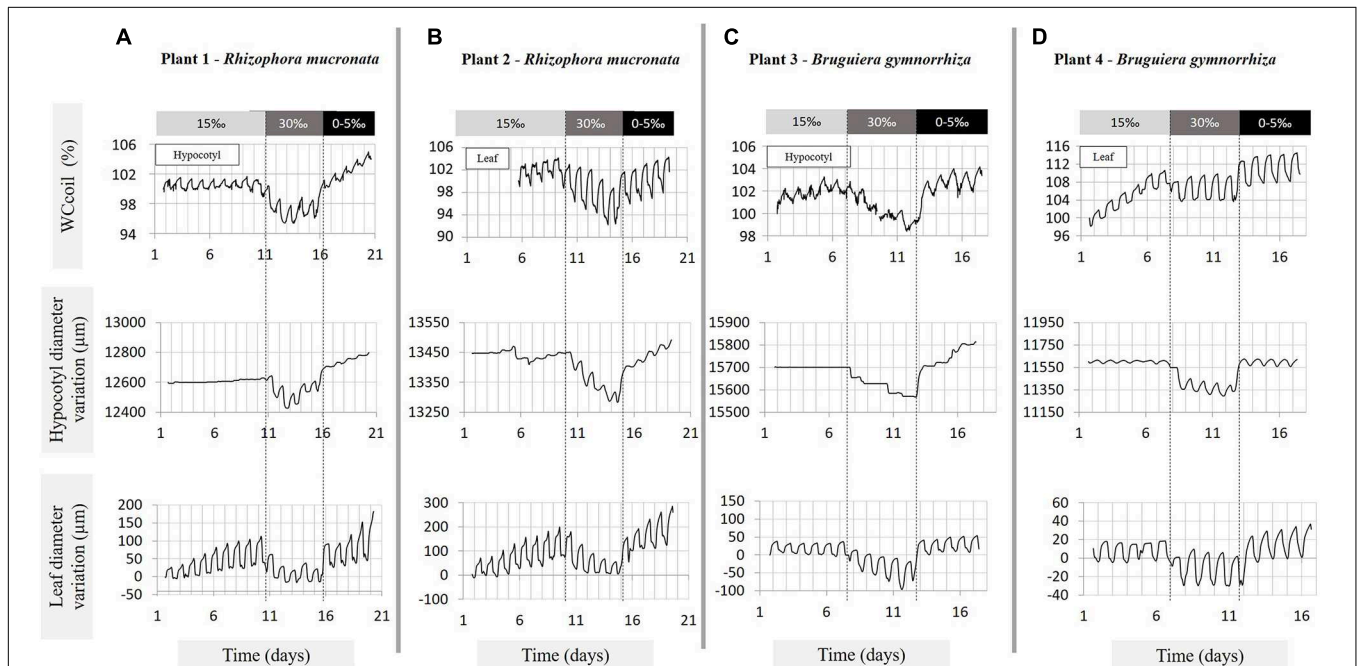 A
B
C
D
Plant 1 - Rhizophora mucronata
Plant 2 - Rhizophora mucronata
Plant 3 - Bruguiera gymnorrhiza
Plant 4 - Bruguiera gymnorrhiza
15‰ 30‰ 0-5‰
15‰ 30‰ 0-5‰
15‰ 30‰ 0-5‰
15‰ 30‰ 0-5‰
WCcoil (%)
106
102
98
94
Hypocotyl
1 6 11 16 21
106
102
98
94
90
Leaf
1 6 11 16 21
106
104
102
100
98
Hypocotyl
1 6 11 16
116
112
108
104
100
96
Leaf
1 6 11 16
Hypocotyl diameter
variation (µm)
13000
12800
12600
12400
1 6 11 16 21
13550
13450
13350
13250
1 6 11 16 21
15900
15800
15700
15600
15500
1 6 11 16
11950
11750
11550
11350
11150
1 6 11 16
Leaf diameter
variation (µm)
200
150
100
50
0
-50
1 6 11 16 21
300
200
100
0
-100
1 6 11 16 21
150
100
50
0
-50
-100
1 6 11 16
60
40
20
0
-20
-40
1 6 11 16
Time (days)
Time (days)
Time (days)
Time (days)